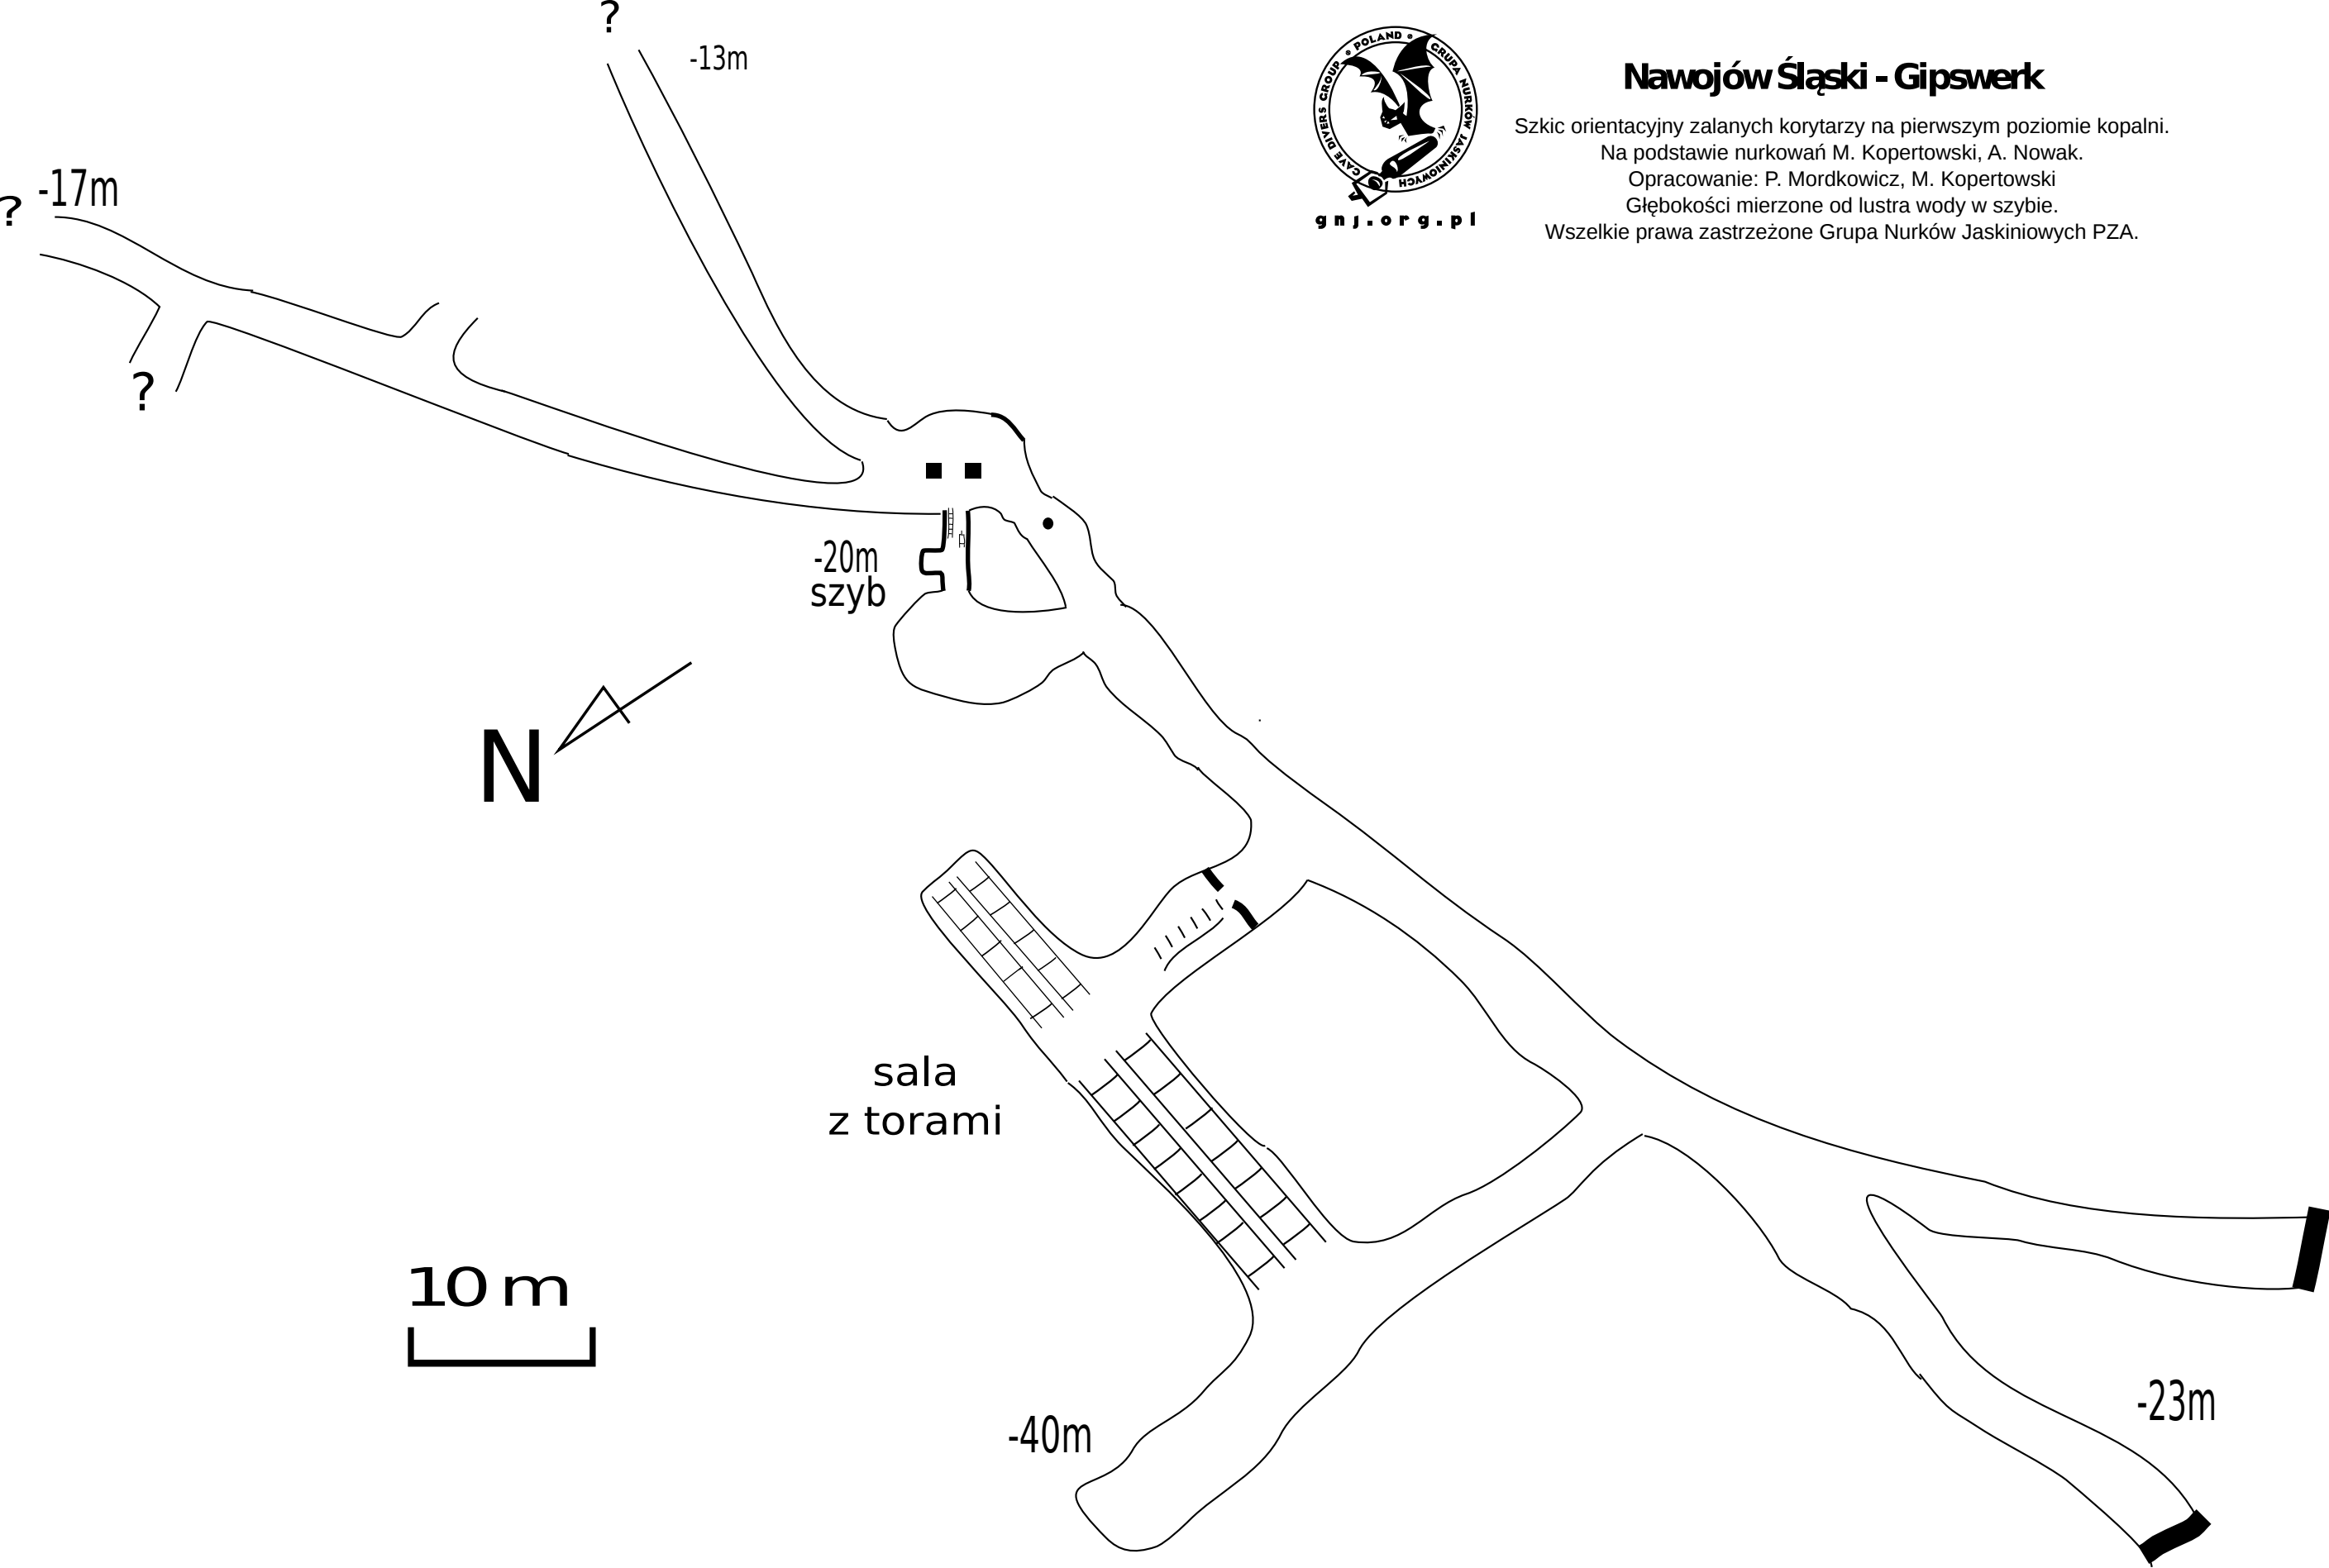 ?
-13m
POLAND
GRUPA NURKÓW JASKINIOWYCH
CAVE DIVERS GROUP
gnj.org.pl
Nawojów Śląski - Gipswerk
Szkic orientacyjny zalanych korytarzy na pierwszym poziomie kopalni.
Na podstawie nurkowań M. Kopertowski, A. Nowak.
Opracowanie: P. Mordkowicz, M. Kopertowski
Głębokości mierzone od lustra wody w szybie.
Wszelkie prawa zastrzeżone Grupa Nurków Jaskiniowych PZA.
? -17m
?
-20m
szyb
N
sala
z torami
10 m
-23m
-40m